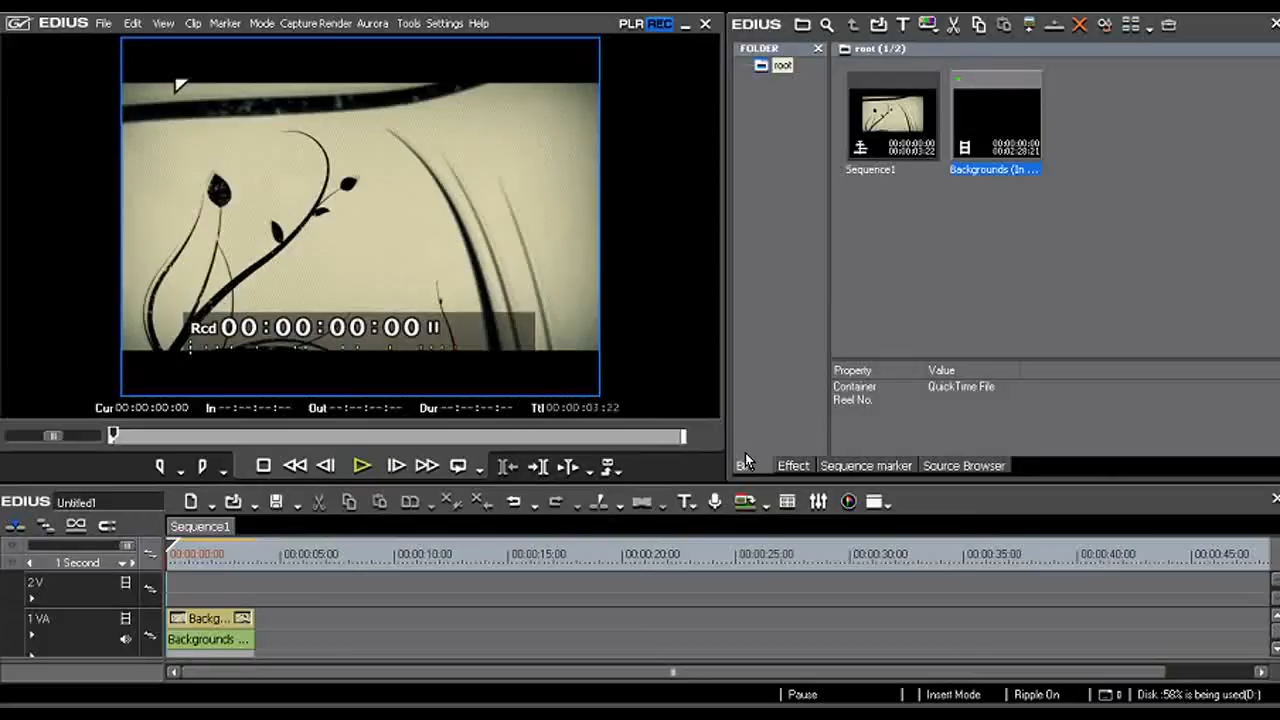 EDIUS File Edit View Clip Marker Mode Capture Render Aurora Tools Settings Help PLR REC
EDIUS
FOLDER
root (1/2)
root
00:00:00:00
00:00:03:22
00:00:00:00
00:02:28:21
Sequence1
Backgrounds (In ...
Rcd 00:00:00:00
Cur 00:00:00:00 In --:--:--:-- Out --:--:--:-- Dur --:--:--:-- Ttl 00:00:03:22
Property Value
Container QuickTime File
Reel No.
Effect Sequence marker Source Browser
EDIUS Untitled1
Sequence1
00:00:00:00 00:00:05:00 00:00:10:00 00:00:15:00 00:00:20:00 00:00:25:00 00:00:30:00 00:00:35:00 00:00:40:00 00:00:45:00
1 Second
2 V
1 VA
Backg...
Backgrounds ...
Pause Insert Mode Ripple On 0 Disk :58% is being used(D:)